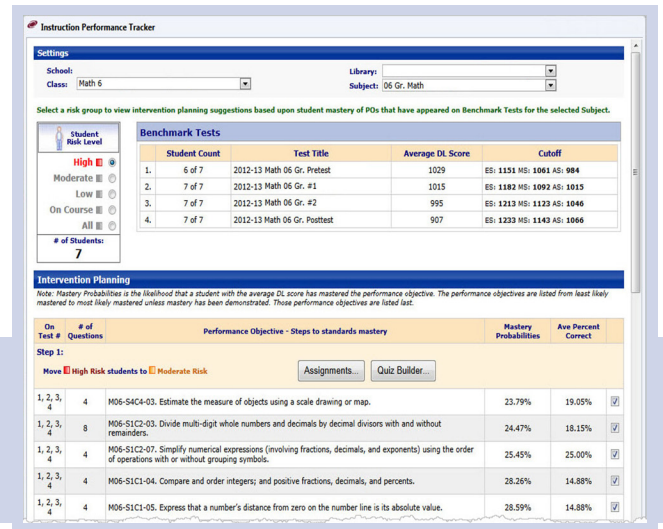 Instruction Performance Tracker
Settings
School:
Library:
Class: Math 6
Subject: 06 Gr. Math
Select a risk group to view intervention planning suggestions based upon student mastery of POs that have appeared on Benchmark Tests for the selected Subject.
Student
Risk Level
High
Moderate
Low
On Course
All
# of Students:
7
Benchmark Tests
Student Count Test Title Average DL Score Cutoff
1. 6 of 7 2012-13 Math 06 Gr. Pretest 1029 ES: 1151 MS: 1061 AS: 984
2. 7 of 7 2012-13 Math 06 Gr. #1 1015 ES: 1182 MS: 1092 AS: 1015
3. 7 of 7 2012-13 Math 06 Gr. #2 995 ES: 1213 MS: 1123 AS: 1046
4. 7 of 7 2012-13 Math 06 Gr. Posttest 907 ES: 1233 MS: 1143 AS: 1066
Intervention Planning
Note: Mastery Probabilities is the likelihood that a student with the average DL score has mastered the performance objective. The performance objectives are listed from least likely
mastered to most likely mastered unless mastery has been demonstrated. Those performance objectives are listed last.
On Test # # of Questions Performance Objective - Steps to standards mastery Mastery Probabilities Ave Percent Correct
Step 1:
Move High Risk students to Moderate Risk Assignments... Quiz Builder...
1, 2, 3, 4 4 M06-S4C4-03. Estimate the measure of objects using a scale drawing or map. 23.79% 19.05%
1, 2, 3, 4 8 M06-S1C2-03. Divide multi-digit whole numbers and decimals by decimal divisors with and without
remainders. 24.47% 18.15%
1, 2, 3, 4 4 M06-S1C2-07. Simplify numerical expressions (involving fractions, decimals, and exponents) using the order
of operations with or without grouping symbols. 25.45% 25.00%
1, 2, 3, 4 4 M06-S1C1-04. Compare and order integers; and positive fractions, decimals, and percents. 28.26% 14.88%
1, 2, 3, 4 4 M06-S1C1-05. Express that a number's distance from zero on the number line is its absolute value. 28.59% 14.88%